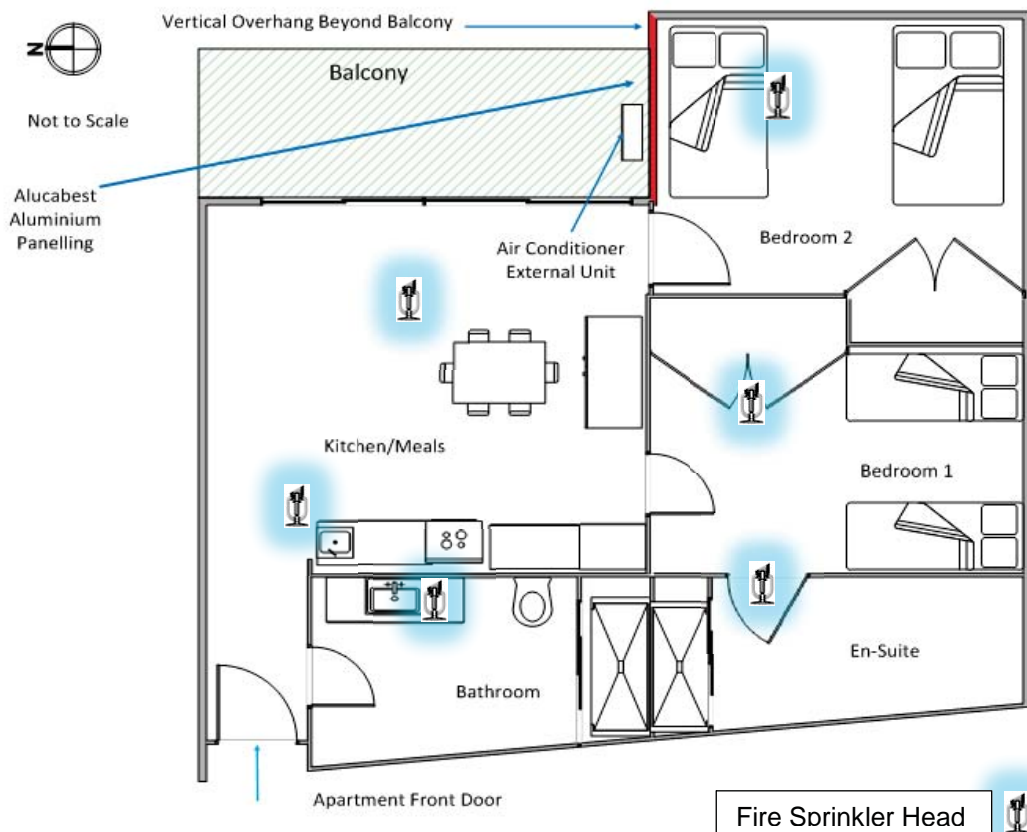 Vertical Overhang Beyond Balcony
N
Balcony
Not to Scale
Alucabest
Aluminium
Panelling
Air Conditioner
External Unit
Bedroom 2
Kitchen/Meals
Bedroom 1
En-Suite
Bathroom
Apartment Front Door
Fire Sprinkler Head